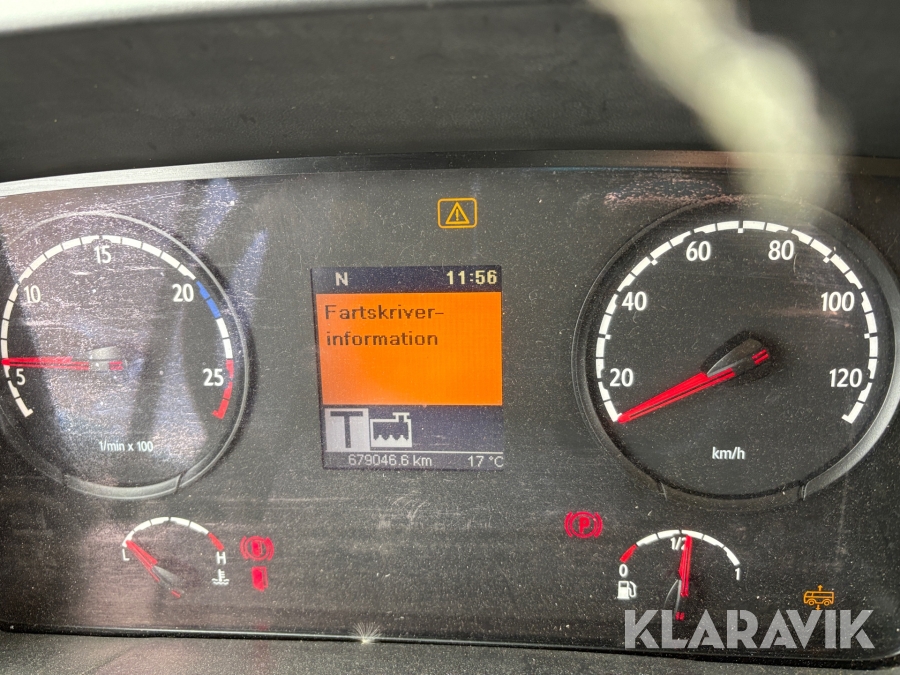 N 11:56
Fartskriver-
information
T
679046.6 km 17 °C
5
10
15
20
25
1/min x 100
20
40
60
80
100
120
km/h
L
H
P
0
1/2
1
KLARAVIK